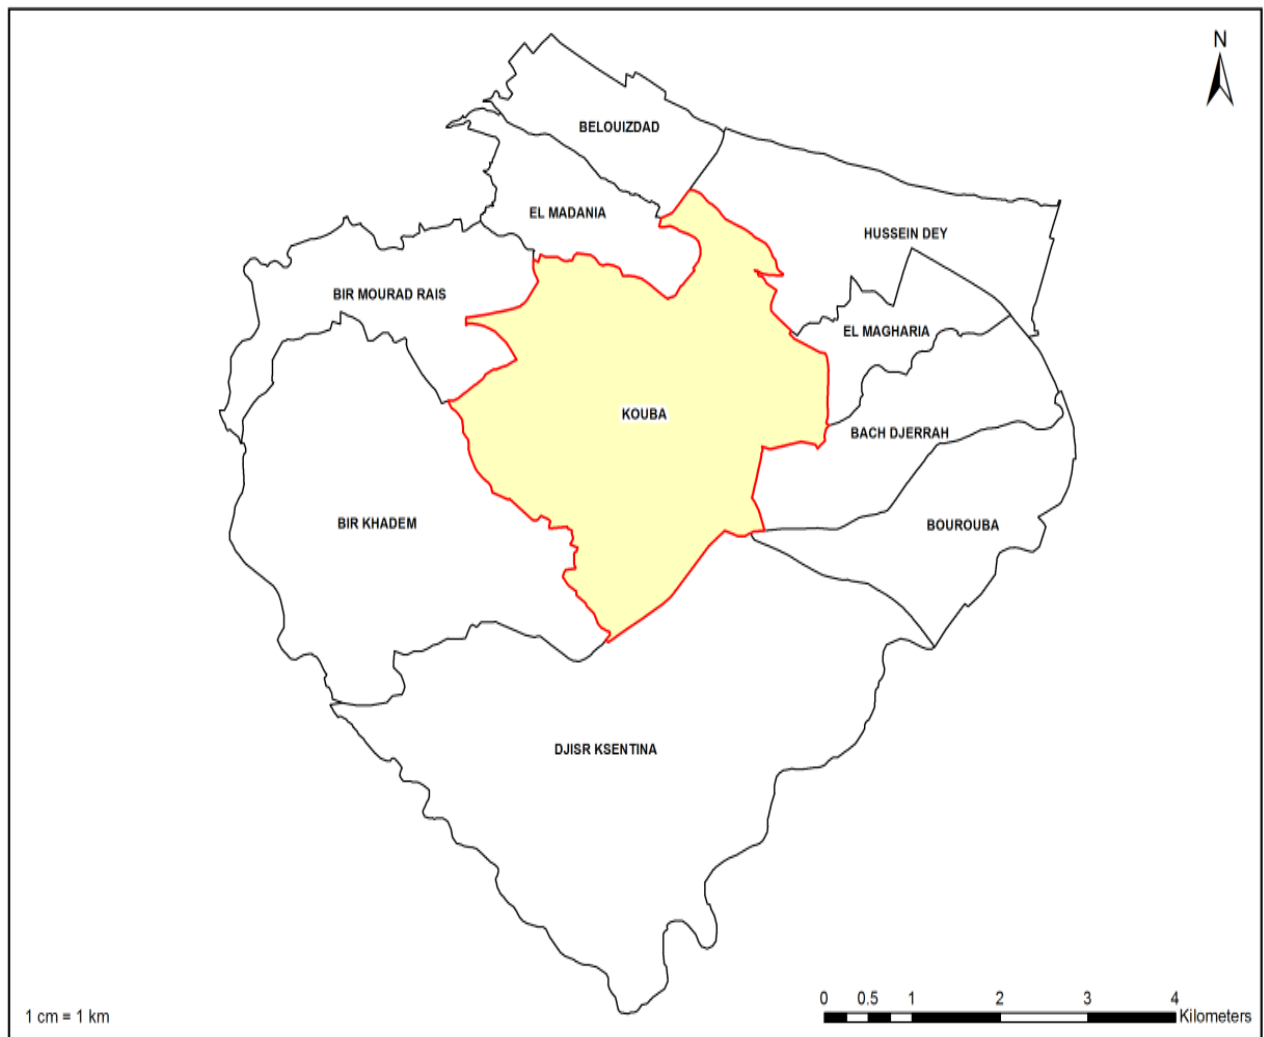 N
BELOUIZDAD
EL MADANIA
HUSSEIN DEY
BIR MOURAD RAIS
EL MAGHARIA
KOUBA
BACH DJERRAH
BIR KHADEM
BOUROUBA
DJISR KSENTINA
0 0.5 1 2 3 4
Kilometers
1 cm = 1 km